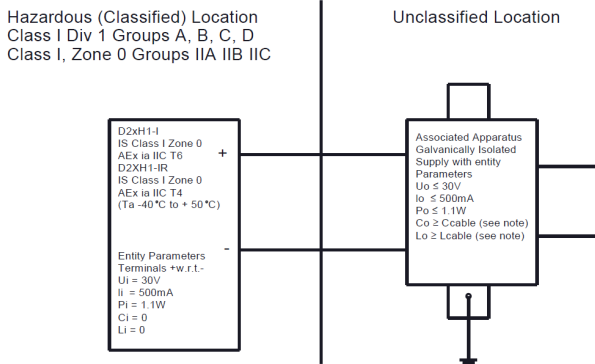 Hazardous (Classified) Location
Class I Div 1 Groups A, B, C, D
Class I, Zone 0 Groups IIA IIB IIC
Unclassified Location
D2xH1-I
IS Class I Zone 0
AEx ia IIC T6
D2XH1-IR
IS Class I Zone 0
AEx ia IIC T4
(Ta -40°C to + 50°C)
+
-
Entity Parameters
Terminals +w.r.t.-
Ui = 30V
Ii = 500mA
Pi = 1.1W
Ci = 0
Li = 0
Associated Apparatus
Galvanically Isolated
Supply with entity
Parameters
Uo ≤ 30V
Io ≤ 500mA
Po ≤ 1.1W
Co ≥ Ccable (see note)
Lo ≥ Lcable (see note)